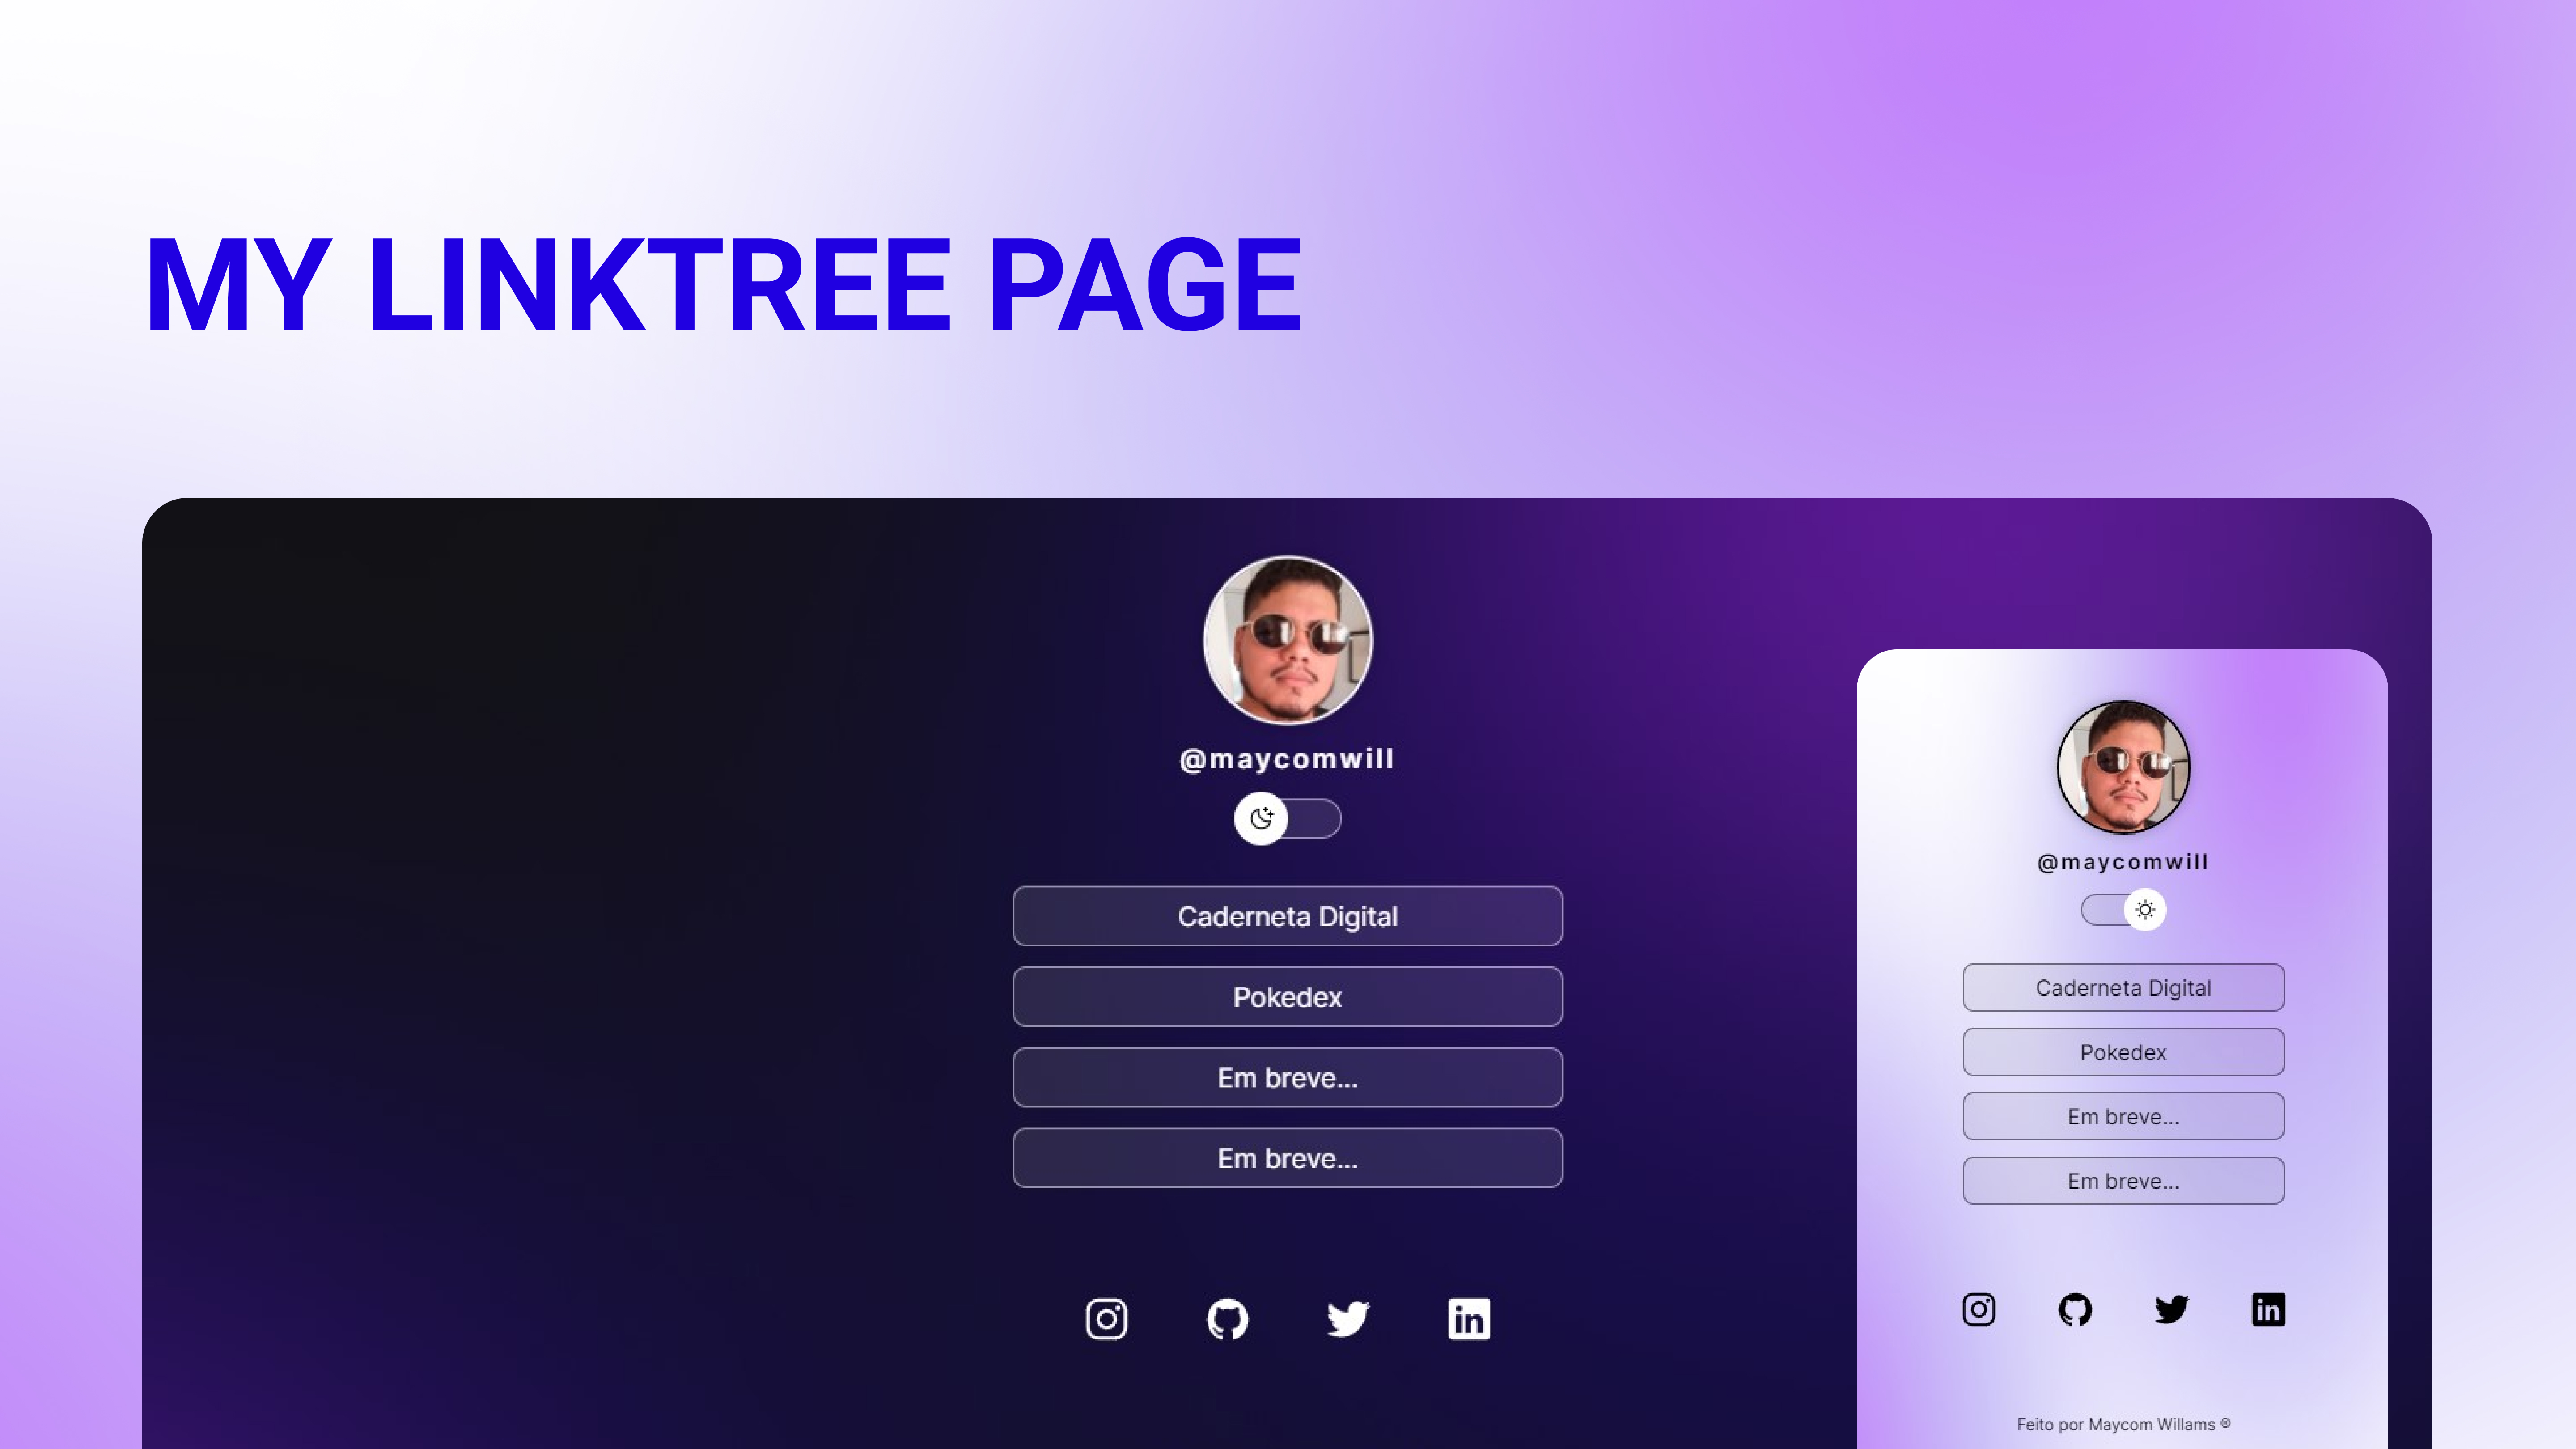 MY LINKTREE PAGE
@maycomwill
Caderneta Digital
Pokedex
Em breve...
Em breve...
@maycomwill
Caderneta Digital
Pokedex
Em breve...
Em breve...
Feito por Maycom Willams ®